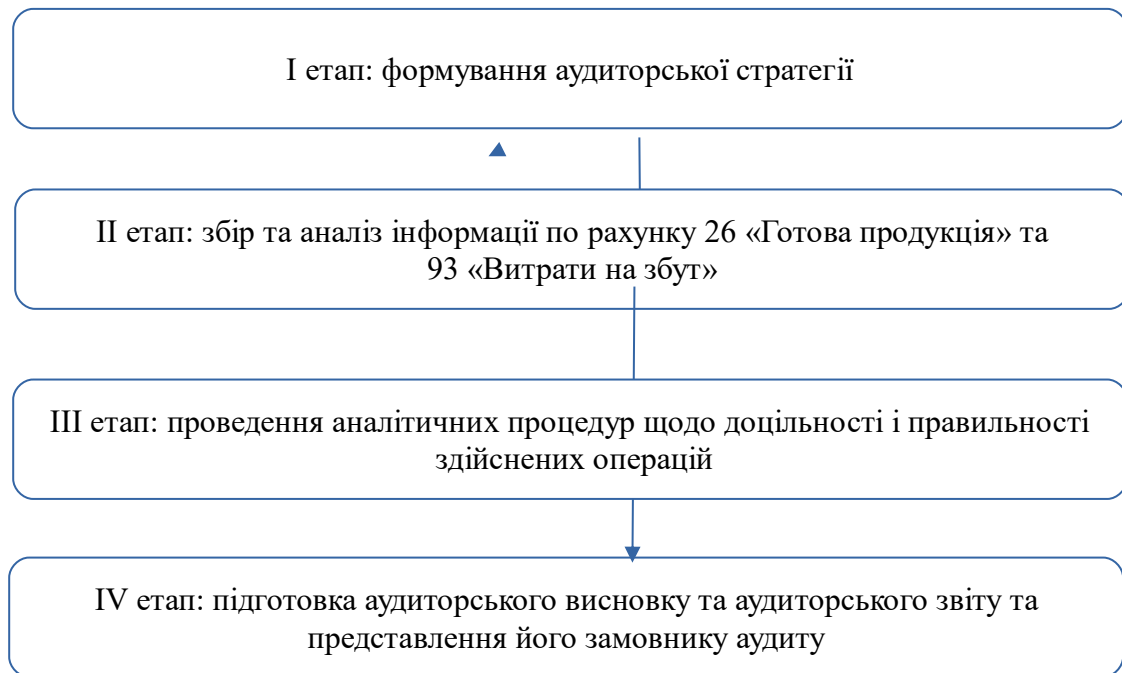 І етап: формування аудиторської стратегії
ІІ етап: збір та аналіз інформації по рахунку 26 «Готова продукція» та
93 «Витрати на збут»
ІІІ етап: проведення аналітичних процедур щодо доцільності і правильності
здійснених операцій
IV етап: підготовка аудиторського висновку та аудиторського звіту та
представлення його замовнику аудиту